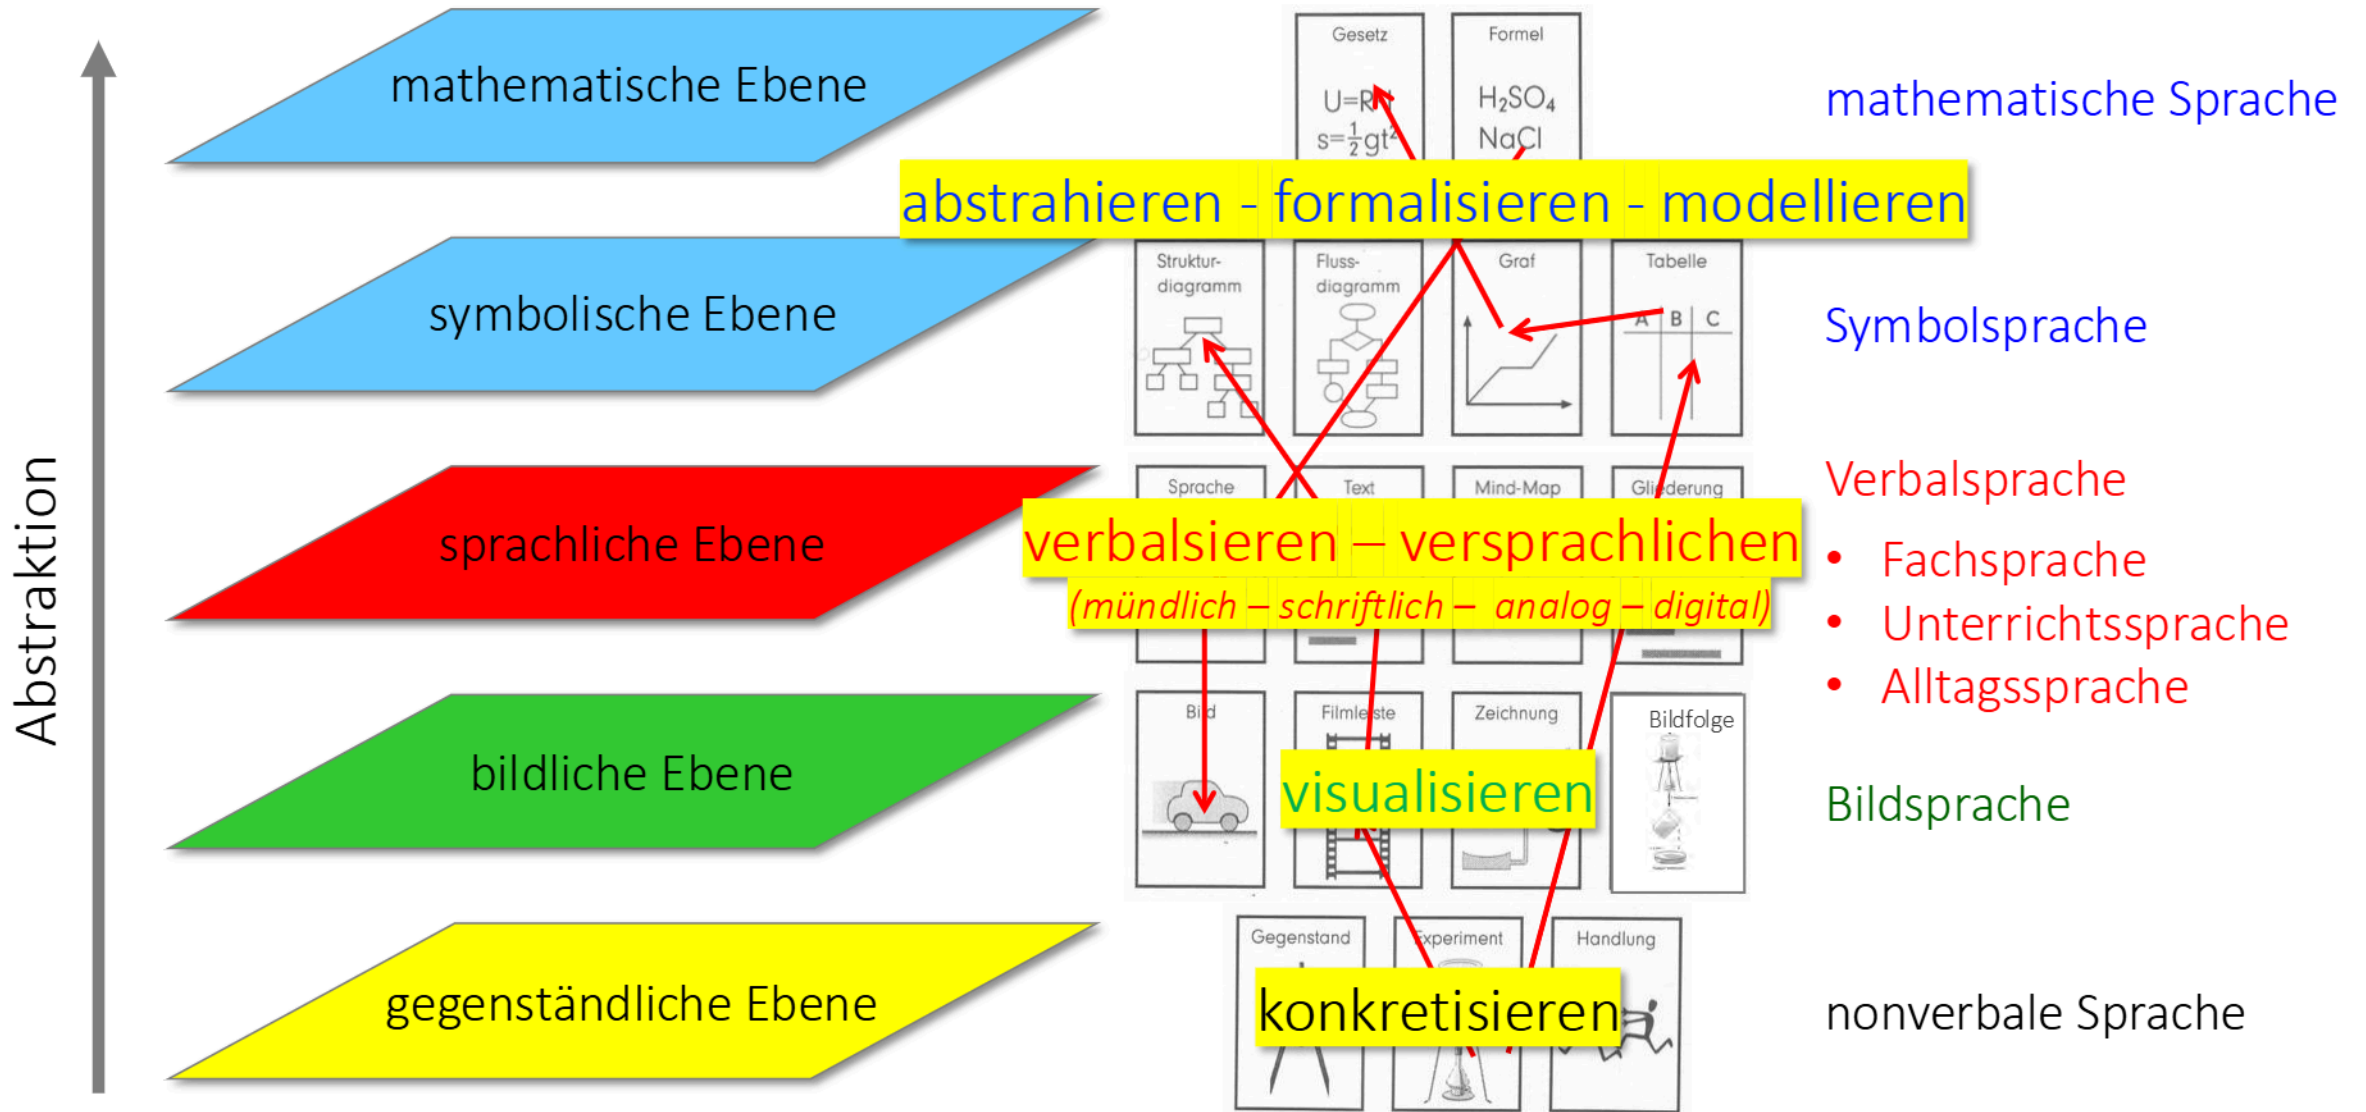 Abstraktion
mathematische Ebene
symbolische Ebene
sprachliche Ebene
bildliche Ebene
gegenständliche Ebene
Gesetz
U=R·I
s=½gt²
Formel
H₂SO₄
NaCl
abstrahieren - formalisieren - modellieren
Struktur-
diagramm
Fluss-
diagramm
Graf
Tabelle
A B C
Sprache
Text
Mind-Map
Gliederung
verbalsieren – versprachlichen
(mündlich – schriftlich – analog – digital)
Bild
Filmleiste
Zeichnung
Bildfolge
visualisieren
Gegenstand
Experiment
Handlung
konkretisieren
mathematische Sprache
Symbolsprache
Verbalsprache
• Fachsprache
• Unterrichtssprache
• Alltagssprache
Bildsprache
nonverbale Sprache